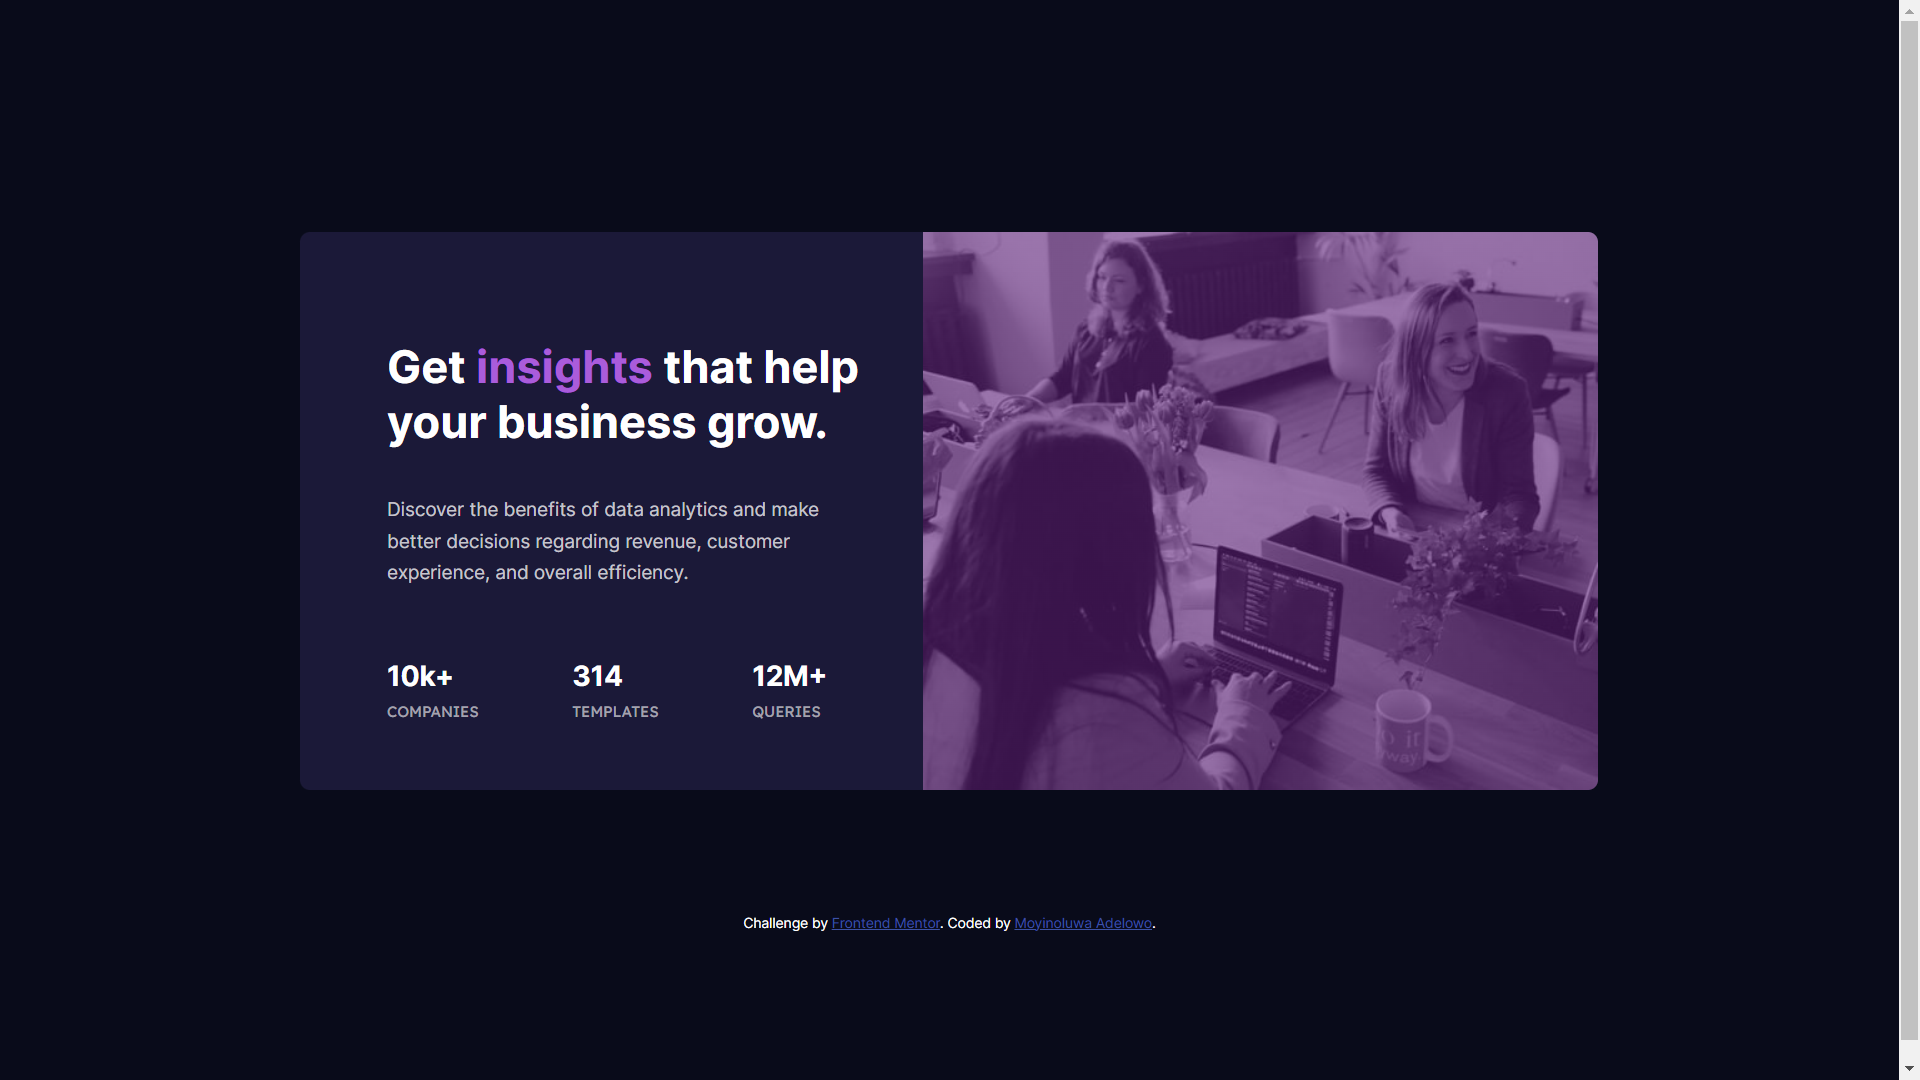 Get insights that help
your business grow.
Discover the benefits of data analytics and make
better decisions regarding revenue, customer
experience, and overall efficiency.
10k+ 314 12M+
COMPANIES TEMPLATES QUERIES
Challenge by Frontend Mentor. Coded by Moyinoluwa Adelowo.